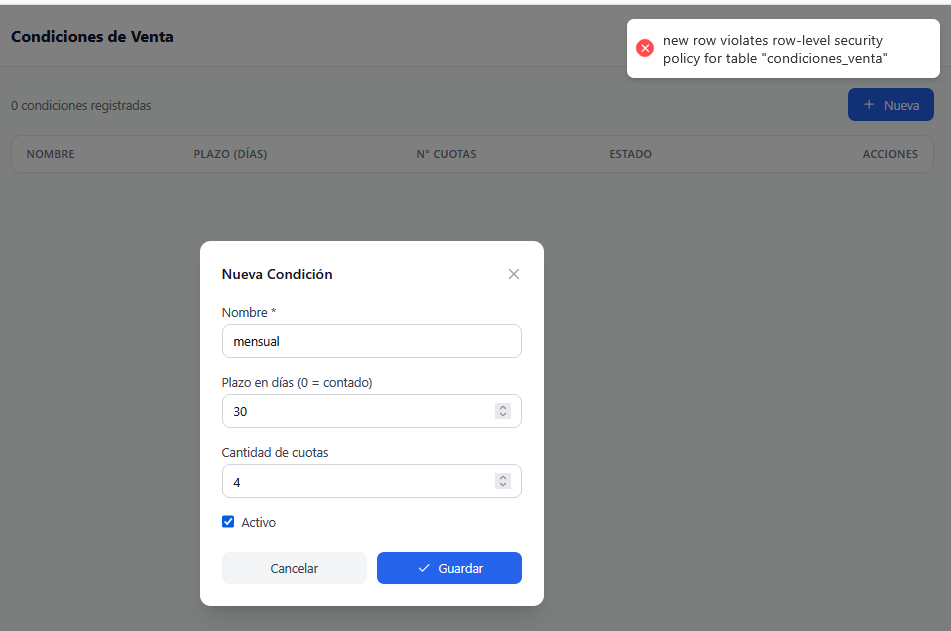 Condiciones de Venta
new row violates row-level security
policy for table "condiciones_venta"
0 condiciones registradas
+ Nueva
NOMBRE PLAZO (DÍAS) N° CUOTAS ESTADO ACCIONES
Nueva Condición
Nombre *
mensual
Plazo en días (0 = contado)
30
Cantidad de cuotas
4
Activo
Cancelar
Guardar